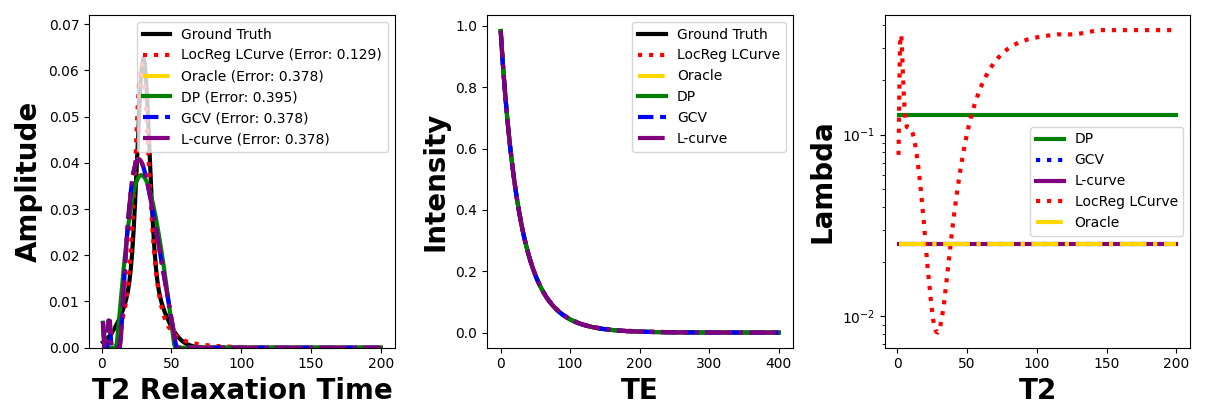 Amplitude
0.07
0.06
0.05
0.04
0.03
0.02
0.01
0.00
Ground Truth
LocReg LCurve (Error: 0.129)
Oracle (Error: 0.378)
DP (Error: 0.395)
GCV (Error: 0.378)
L-curve (Error: 0.378)
0 50 100 150 200
T2 Relaxation Time
Intensity
1.0
0.8
0.6
0.4
0.2
0.0
Ground Truth
LocReg LCurve
Oracle
DP
GCV
L-curve
0 100 200 300 400
TE
Lambda
10⁻¹
10⁻²
DP
GCV
L-curve
LocReg LCurve
Oracle
0 50 100 150 200
T2